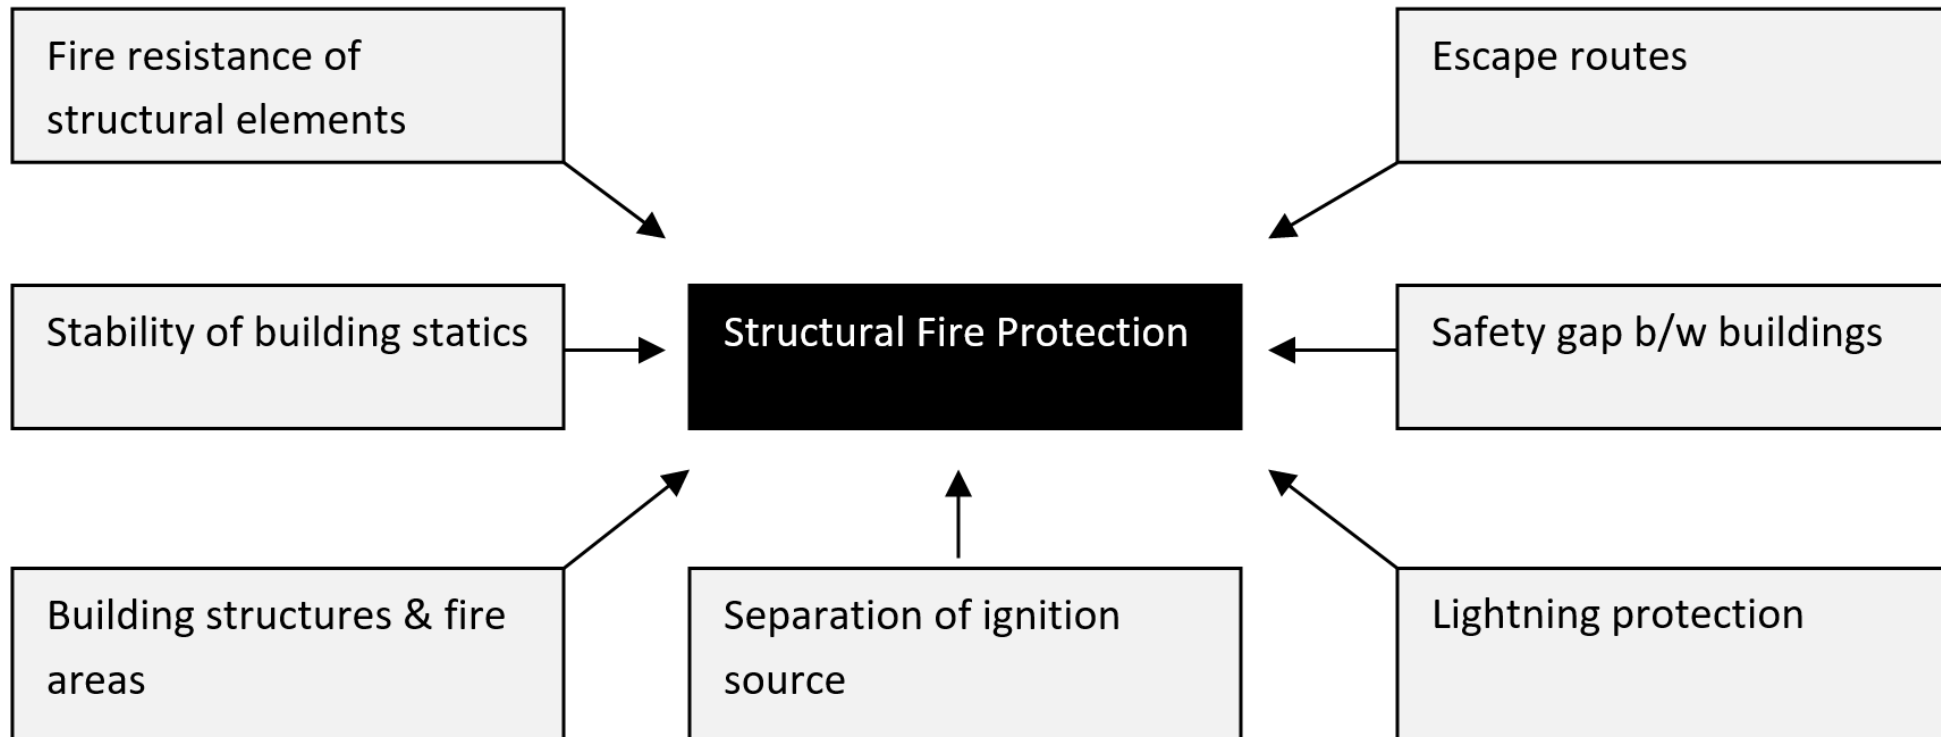 Fire resistance of
structural elements
Escape routes
Stability of building statics
Structural Fire Protection
Safety gap b/w buildings
Building structures & fire
areas
Separation of ignition
source
Lightning protection